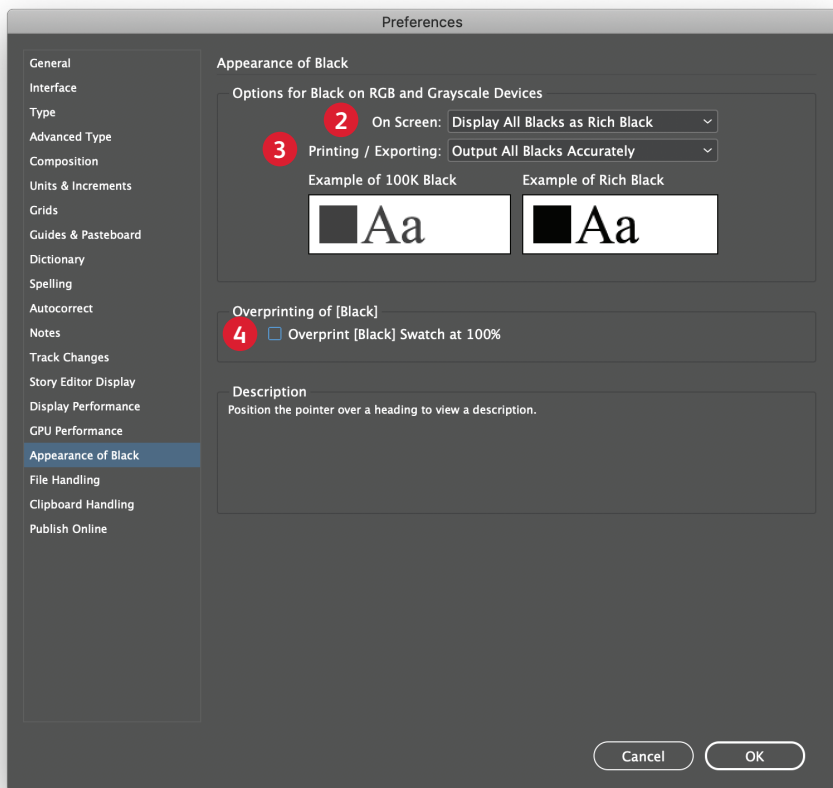 Preferences
General
Interface
Type
Advanced Type
Composition
Units & Increments
Grids
Guides & Pasteboard
Dictionary
Spelling
Autocorrect
Notes
Track Changes
Story Editor Display
Display Performance
GPU Performance
Appearance of Black
File Handling
Clipboard Handling
Publish Online
Appearance of Black
Options for Black on RGB and Grayscale Devices
2 On Screen: Display All Blacks as Rich Black
3 Printing / Exporting: Output All Blacks Accurately
Example of 100K Black Example of Rich Black
Aa Aa
Overprinting of [Black]
4 Overprint [Black] Swatch at 100%
Description
Position the pointer over a heading to view a description.
Cancel OK